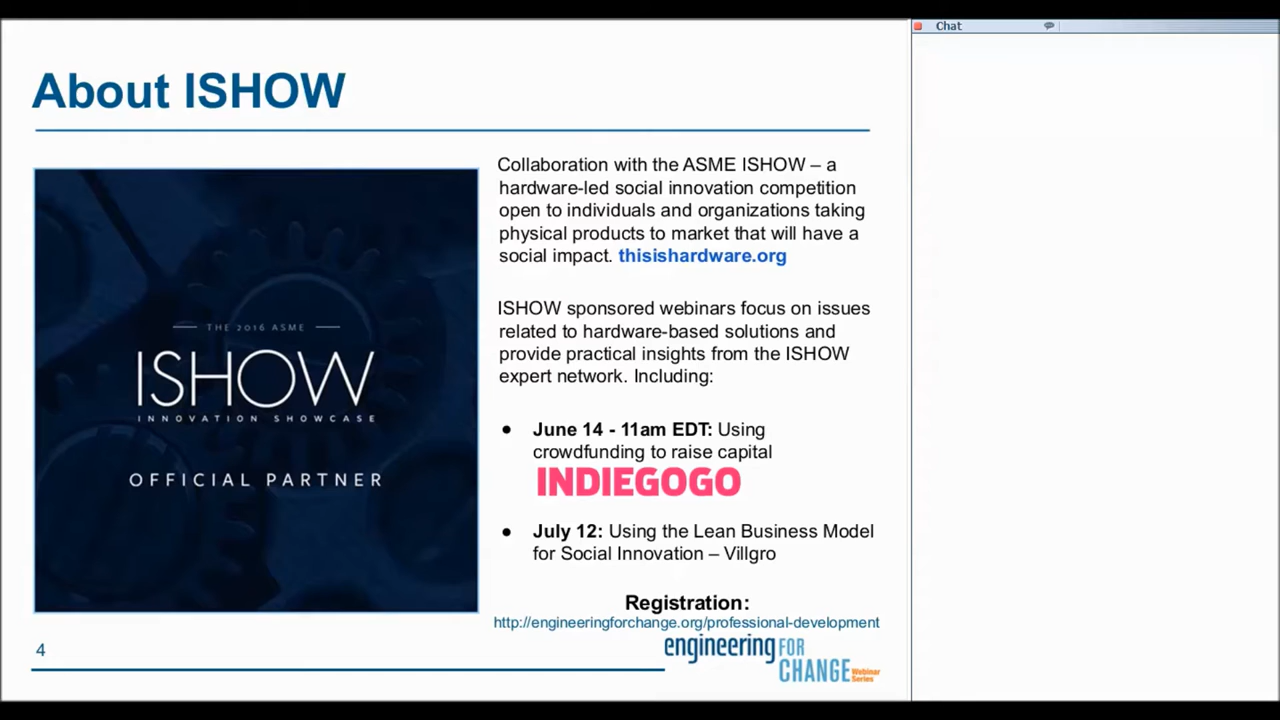 Chat
About ISHOW
THE 2016 ASME
ISHOW
INNOVATION SHOWCASE
OFFICIAL PARTNER
Collaboration with the ASME ISHOW – a
hardware-led social innovation competition
open to individuals and organizations taking
physical products to market that will have a
social impact. thisishardware.org
ISHOW sponsored webinars focus on issues
related to hardware-based solutions and
provide practical insights from the ISHOW
expert network. Including:
● June 14 - 11am EDT: Using
crowdfunding to raise capital
INDIEGOGO
● July 12: Using the Lean Business Model
for Social Innovation – Villgro
Registration:
http://engineeringforchange.org/professional-development
4
engineering FOR
CHANGE Webinar
Series